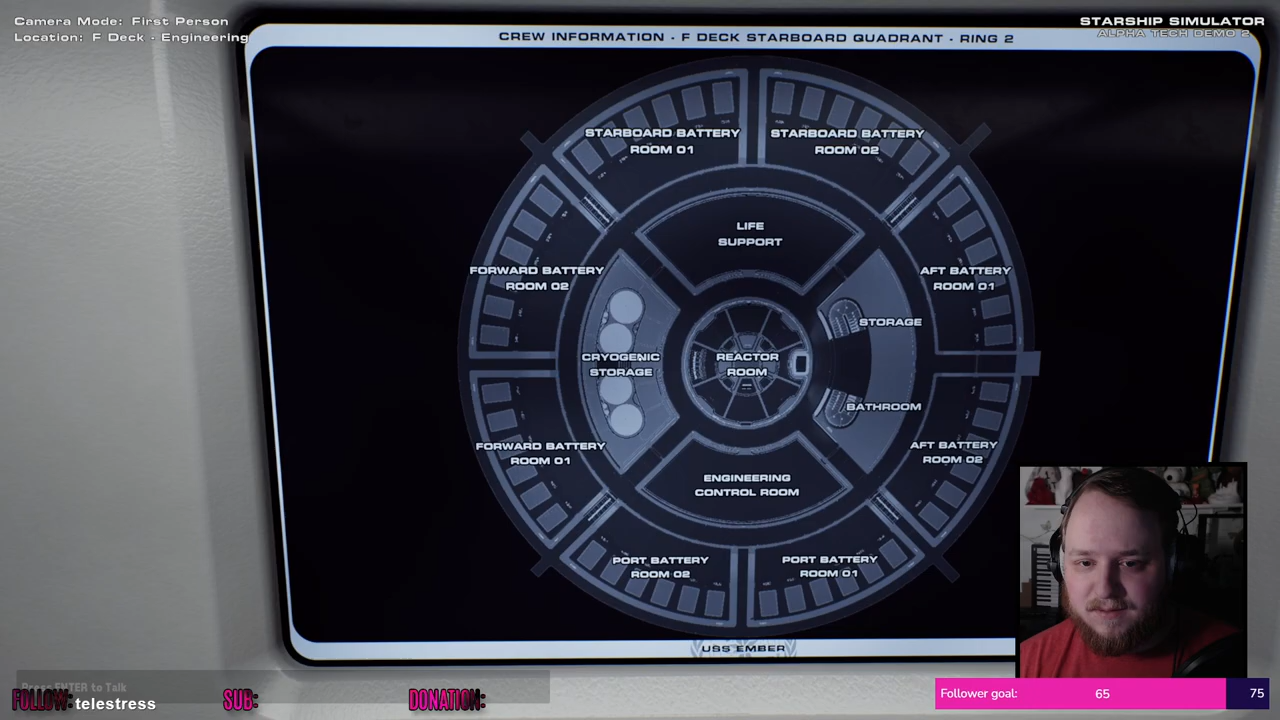 Camera Mode: First Person
Location: F Deck - Engineering
STARSHIP SIMULATOR
ALPHA TECH DEMO 2
CREW INFORMATION - F DECK STARBOARD QUADRANT - RING 2
STARBOARD BATTERY
ROOM 01
STARBOARD BATTERY
ROOM 02
LIFE
SUPPORT
FORWARD BATTERY
ROOM 02
AFT BATTERY
ROOM 01
STORAGE
CRYOGENIC
STORAGE
REACTOR
ROOM
BATHROOM
FORWARD BATTERY
ROOM 01
AFT BATTERY
ROOM 02
ENGINEERING
CONTROL ROOM
PORT BATTERY
ROOM 02
PORT BATTERY
ROOM 01
USS EMBER
Press ENTER to Talk
FOLLOW: telestress
SUB:
DONATION:
Follower goal: 65 75